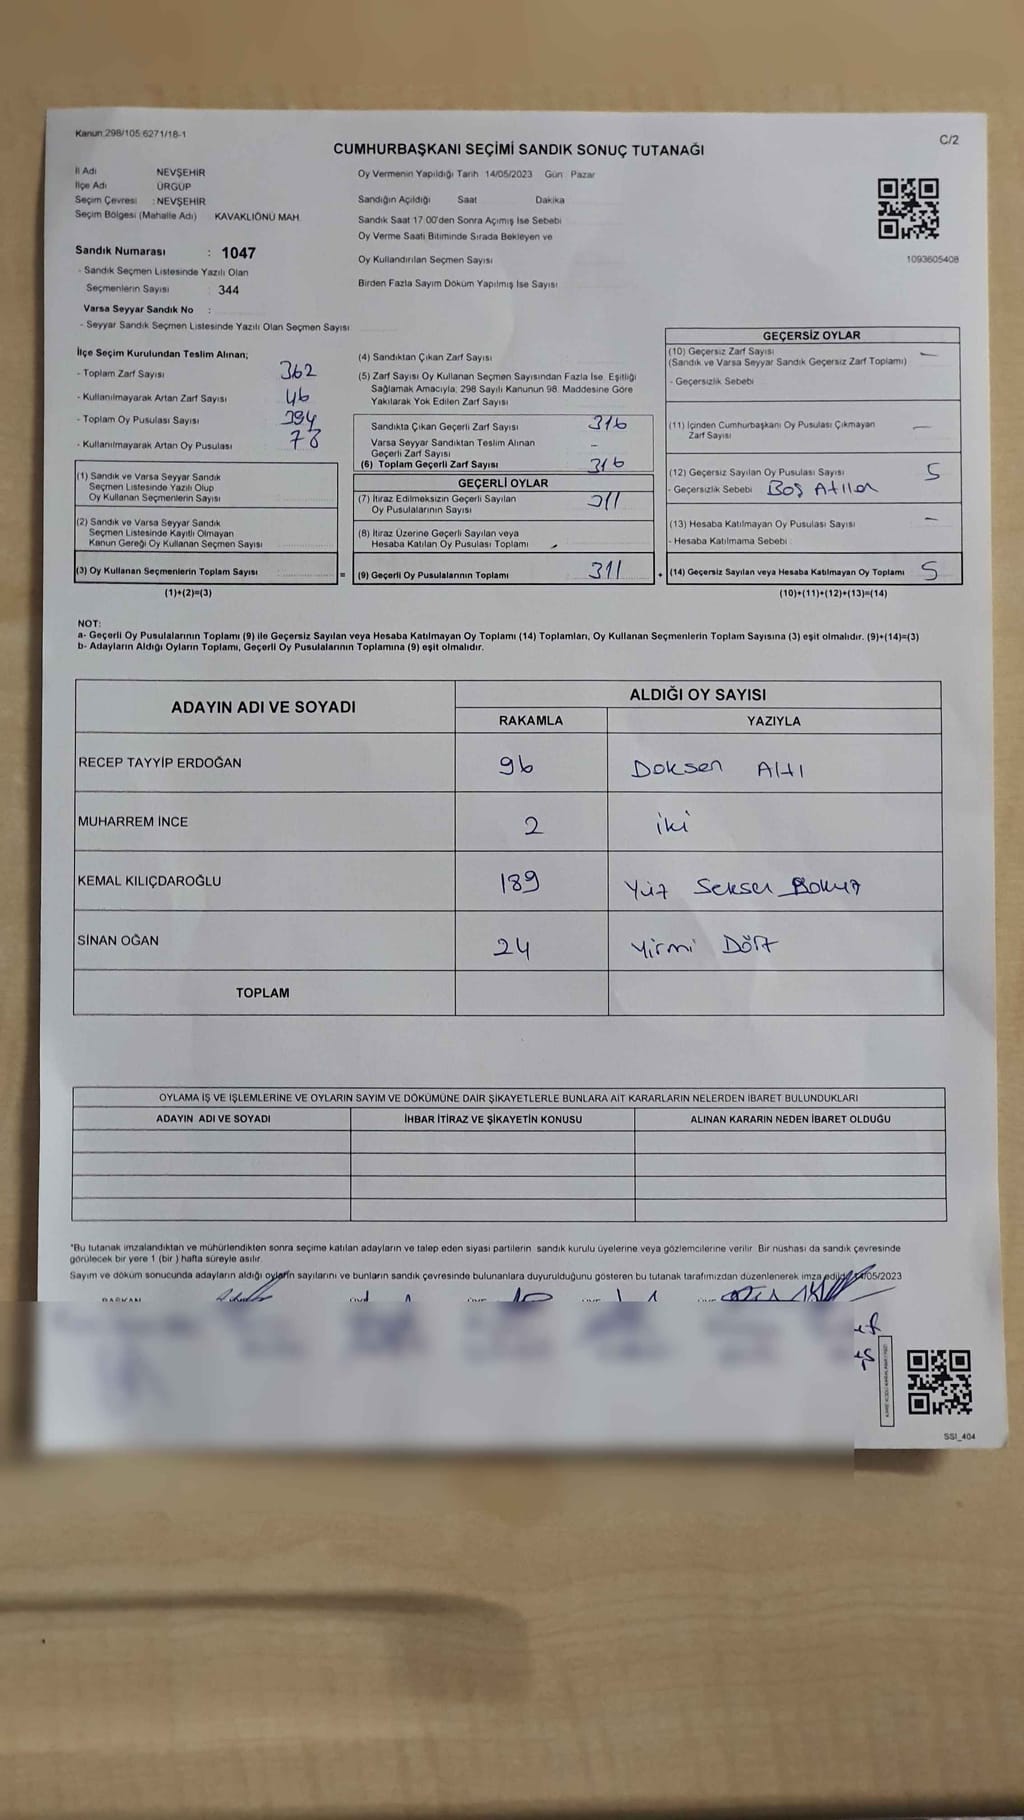 Kanun:298/105.6271/18-1
C/2
CUMHURBAŞKANI SEÇİMİ SANDIK SONUÇ TUTANAĞI
İl Adı NEVŞEHİR
İlçe Adı ÜRGÜP
Seçim Çevresi : NEVŞEHİR
Seçim Bölgesi (Mahalle Adı) KAVAKLIÖNÜ MAH.
Sandık Numarası : 1047
- Sandık Seçmen Listesinde Yazılı Olan
Seçmenlerin Sayısı : 344
Varsa Seyyar Sandık No :
- Seyyar Sandık Seçmen Listesinde Yazılı Olan Seçmen Sayısı
Oy Vermenin Yapıldığı Tarih 14/05/2023 Gün Pazar
Sandığın Açıldığı Saat Dakika
Sandık Saat 17.00'den Sonra Açımış İse Sebebi
Oy Verme Saati Bitiminde Sırada Bekleyen ve
Oy Kullandırılan Seçmen Sayısı
Birden Fazla Sayım Döküm Yapılmış İse Sayısı
1093605408
İlçe Seçim Kurulundan Teslim Alınan;
- Toplam Zarf Sayısı 362
- Kullanılmayarak Artan Zarf Sayısı 46
- Toplam Oy Pusulası Sayısı 394
- Kullanılmayarak Artan Oy Pusulası 78
(1) Sandık ve Varsa Seyyar Sandık
Seçmen Listesinde Yazılı Olup
Oy Kullanan Seçmenlerin Sayısı
(2) Sandık ve Varsa Seyyar Sandık
Seçmen Listesinde Kayıtlı Olmayan
Kanun Gereği Oy Kullanan Seçmen Sayısı
(3) Oy Kullanan Seçmenlerin Toplam Sayısı
(1)+(2)=(3)
(4) Sandıktan Çıkan Zarf Sayısı
(5) Zarf Sayısı Oy Kullanan Seçmen Sayısından Fazla İse, Eşitliği
Sağlamak Amacıyla; 298 Sayılı Kanunun 98. Maddesine Göre
Yakılarak Yok Edilen Zarf Sayısı
Sandıkta Çıkan Geçerli Zarf Sayısı 316
Varsa Seyyar Sandıktan Teslim Alınan
Geçerli Zarf Sayısı -
(6) Toplam Geçerli Zarf Sayısı 316
GEÇERLİ OYLAR
(7) İtiraz Edilmeksizin Geçerli Sayılan
Oy Pusulalarının Sayısı 311
(8) İtiraz Üzerine Geçerli Sayılan veya
Hesaba Katılan Oy Pusulası Toplamı -
= (9) Geçerli Oy Pusulalarının Toplamı 311
GEÇERSİZ OYLAR
(10) Geçersiz Zarf Sayısı —
(Sandık ve Varsa Seyyar Sandık Geçersiz Zarf Toplamı)
- Geçersizlik Sebebi
(11) İçinden Cumhurbaşkanı Oy Pusulası Çıkmayan —
Zarf Sayısı
(12) Geçersiz Sayılan Oy Pusulası Sayısı 5
- Geçersizlik Sebebi Boş Atılan
(13) Hesaba Katılmayan Oy Pusulası Sayısı —
- Hesaba Katılmama Sebebi
+ (14) Geçersiz Sayılan veya Hesaba Katılmayan Oy Toplamı 5
(10)+(11)+(12)+(13)=(14)
NOT:
a- Geçerli Oy Pusulalarının Toplamı (9) ile Geçersiz Sayılan veya Hesaba Katılmayan Oy Toplamı (14) Toplamları, Oy Kullanan Seçmenlerin Toplam Sayısına (3) eşit olmalıdır. (9)+(14)=(3)
b- Adayların Aldığı Oyların Toplamı, Geçerli Oy Pusulalarının Toplamına (9) eşit olmalıdır.
ADAYIN ADI VE SOYADI
ALDIĞI OY SAYISI
RAKAMLA YAZIYLA
RECEP TAYYİP ERDOĞAN 96 Doksan Altı
MUHARREM İNCE 2 iki
KEMAL KILIÇDAROĞLU 189 Yüz Seksen Dokuz
SİNAN OĞAN 24 Yirmi Dört
TOPLAM
OYLAMA İŞ VE İŞLEMLERİNE VE OYLARIN SAYIM VE DÖKÜMÜNE DAİR ŞİKAYETLERLE BUNLARA AİT KARARLARIN NELERDEN İBARET BULUNDUKLARI
ADAYIN ADI VE SOYADI İHBAR İTİRAZ VE ŞİKAYETİN KONUSU ALINAN KARARIN NEDEN İBARET OLDUĞU
*Bu tutanak imzalandıktan ve mühürlendikten sonra seçime katılan adayların ve talep eden siyasi partilerin sandık kurulu üyelerine veya gözlemcilerine verilir. Bir nüshası da sandık çevresinde
görülecek bir yere 1 (bir ) hafta süreyle asılır.
Sayım ve döküm sonucunda adayların aldığı oyların sayılarını ve bunların sandık çevresinde bulunanlara duyurulduğunu gösteren bu tutanak tarafımızdan düzenlenerek imza edildi /05/2023
SSI_404